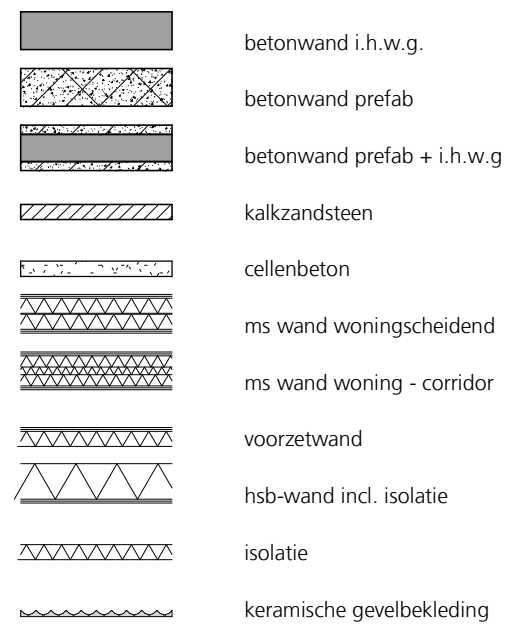 betonwand i.h.w.g.
betonwand prefab
betonwand prefab + i.h.w.g
kalkzandsteen
cellenbeton
ms wand woningscheidend
ms wand woning - corridor
voorzetwand
hsb-wand incl. isolatie
isolatie
keramische gevelbekleding